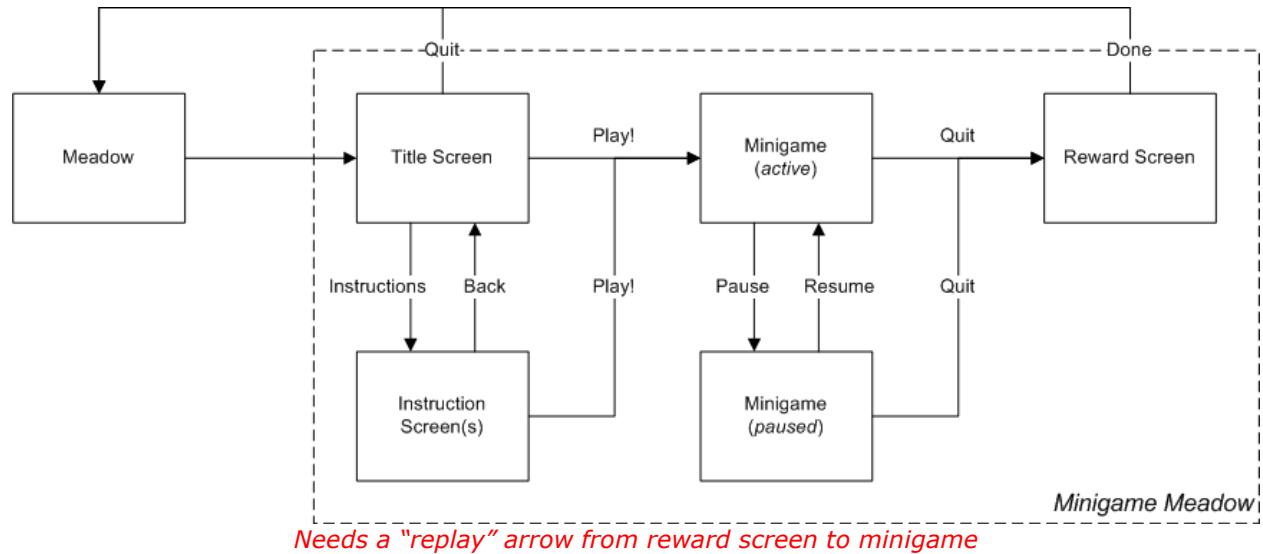 Quit
Done
Meadow
Title Screen
Play!
Minigame
(active)
Quit
Reward Screen
Instructions
Back
Play!
Pause
Resume
Quit
Instruction
Screen(s)
Minigame
(paused)
Minigame Meadow
Needs a “replay” arrow from reward screen to minigame